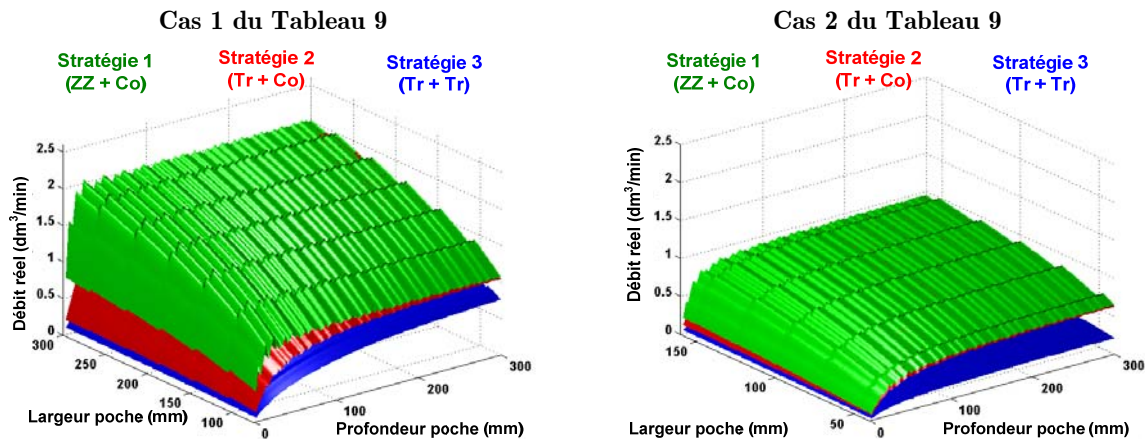 Cas 1 du Tableau 9
Stratégie 1
(ZZ + Co)
Stratégie 2
(Tr + Co)
Stratégie 3
(Tr + Tr)
Débit réel (dm³/min)
2.5
2
1.5
1
0.5
0
300
250
200
150
100
Largeur poche (mm)
0
100
200
300
Profondeur poche (mm)
Cas 2 du Tableau 9
Stratégie 1
(ZZ + Co)
Stratégie 2
(Tr + Co)
Stratégie 3
(Tr + Tr)
Débit réel (dm³/min)
2.5
2
1.5
1
0.5
0
150
100
50
Largeur poche (mm)
0
100
200
300
Profondeur poche (mm)